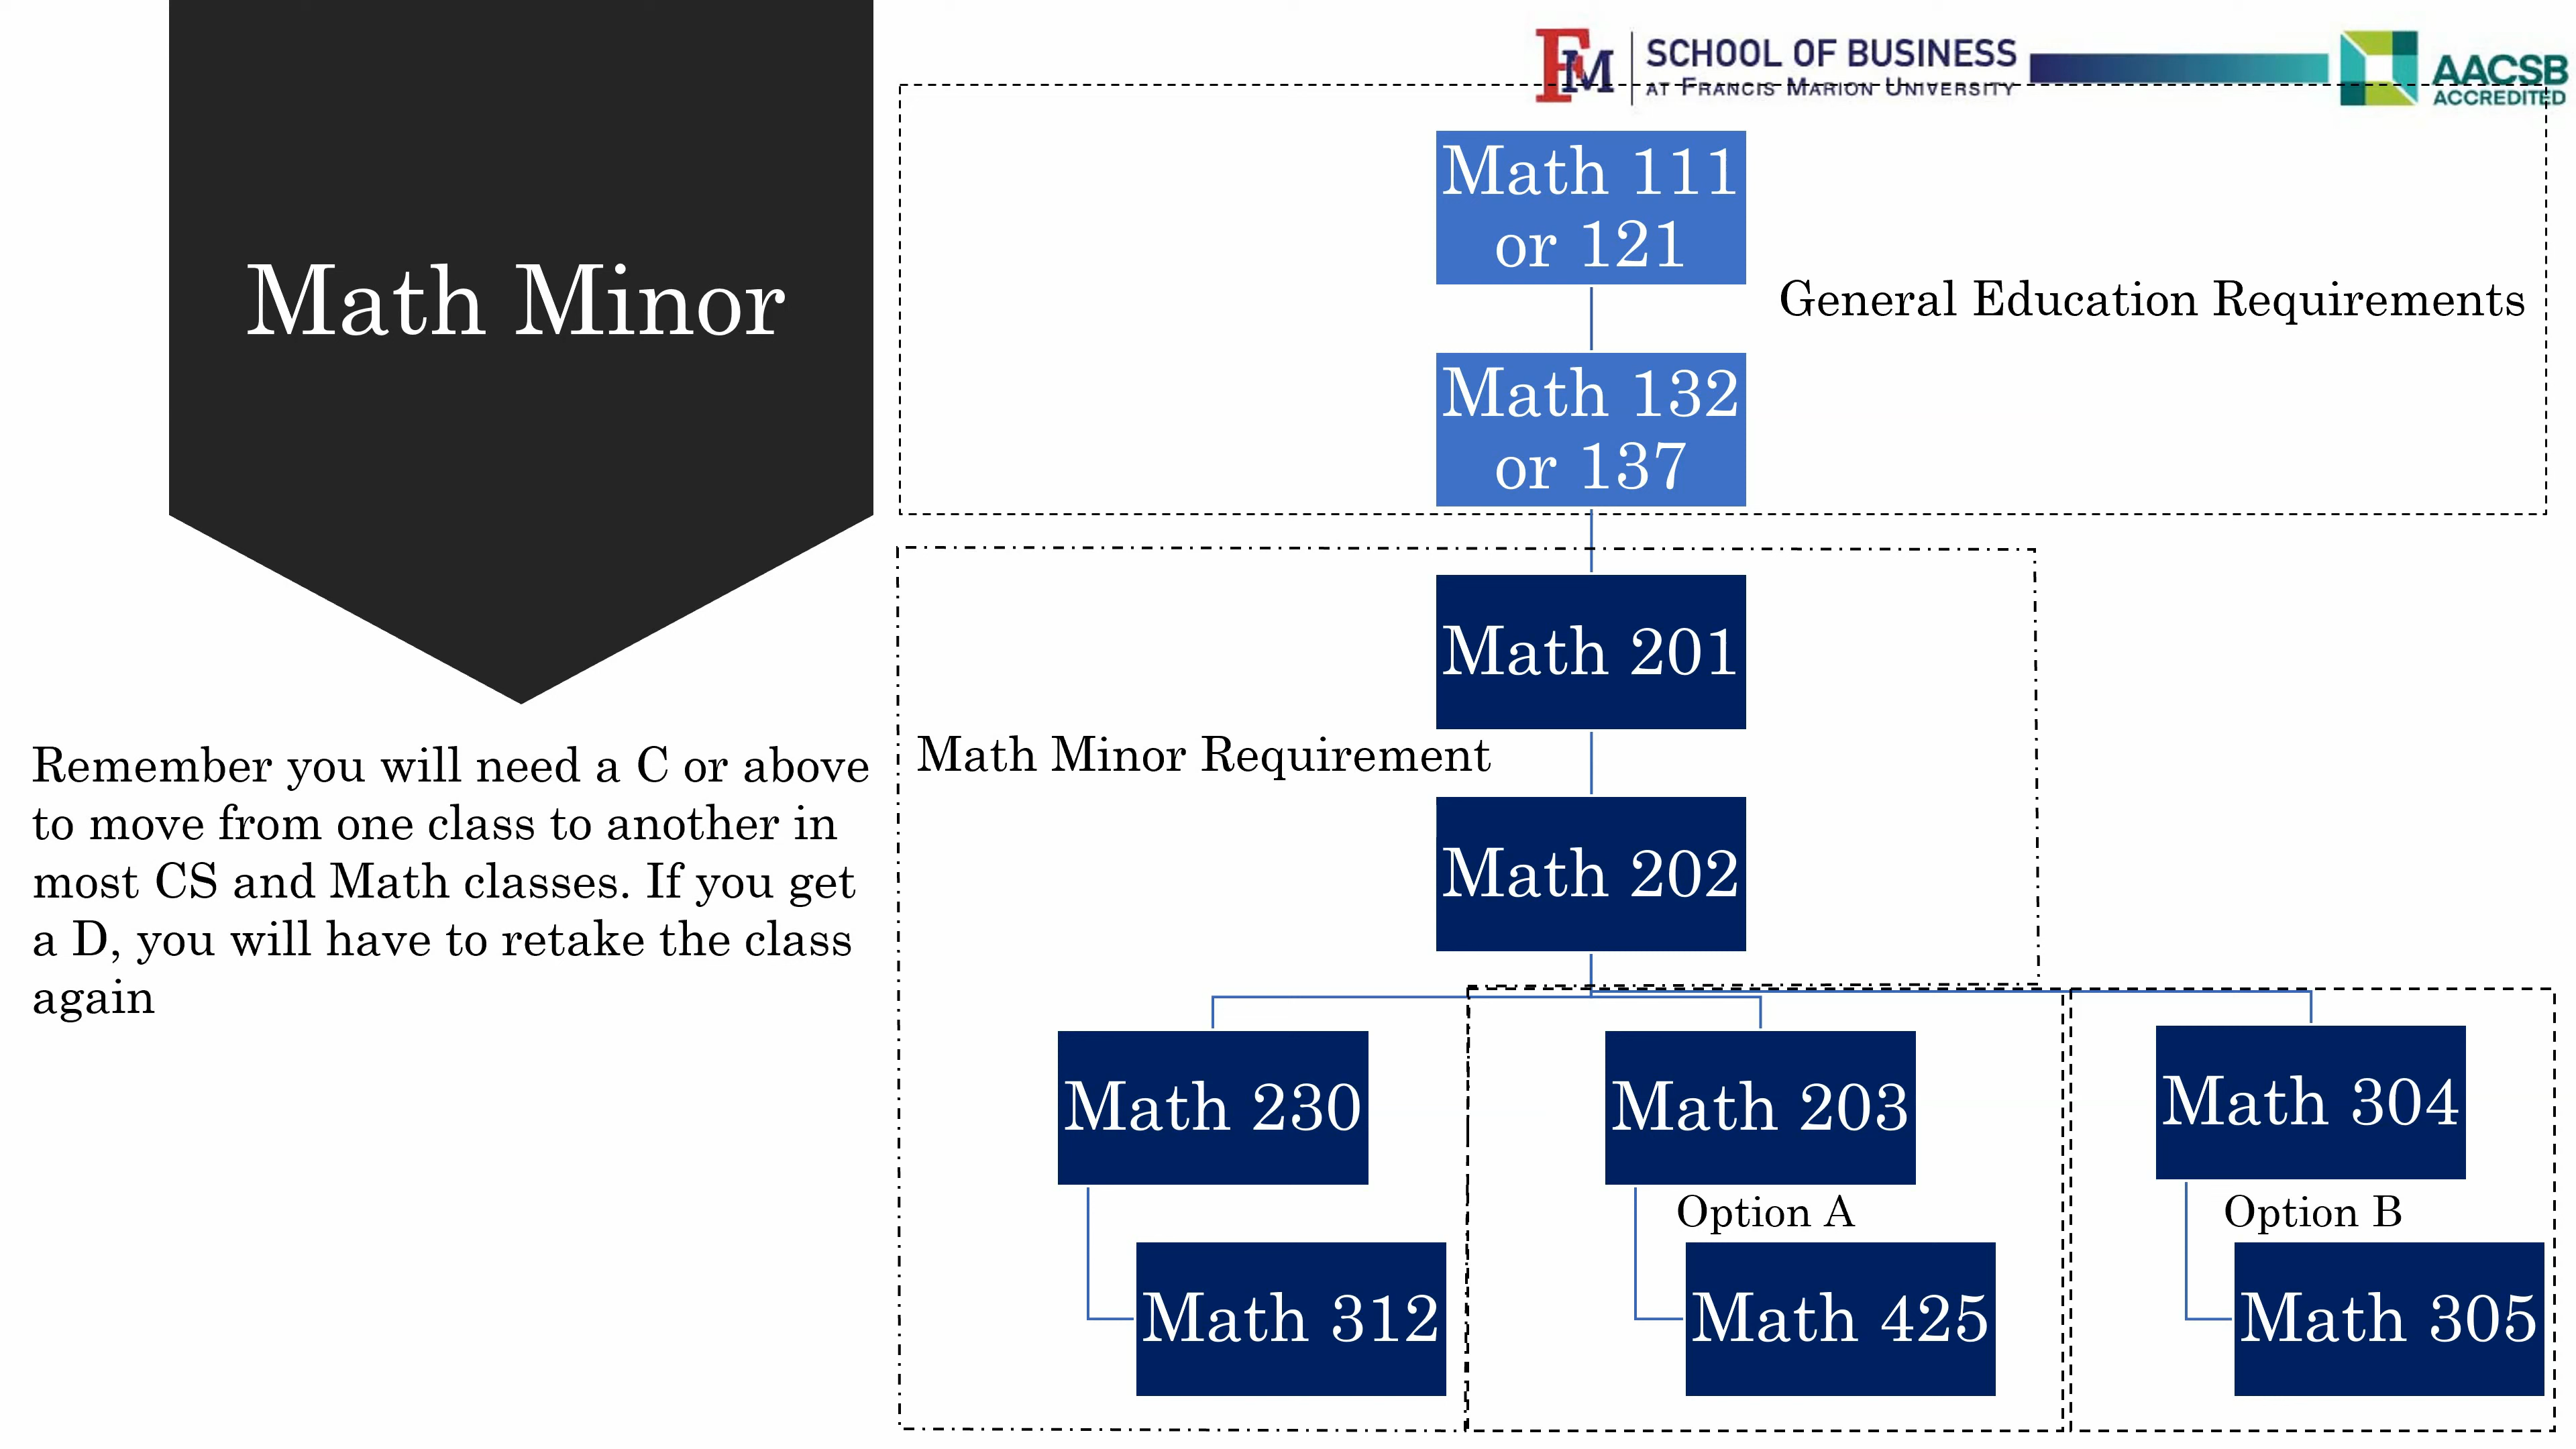 Math Minor
Remember you will need a C or above
to move from one class to another in
most CS and Math classes. If you get
a D, you will have to retake the class
again
FM
SCHOOL OF BUSINESS
AT FRANCIS MARION UNIVERSITY
AACSB
ACCREDITED
Math 111
or 121
General Education Requirements
Math 132
or 137
Math 201
Math Minor Requirement
Math 202
Math 230
Math 203
Math 304
Option A
Option B
Math 312
Math 425
Math 305